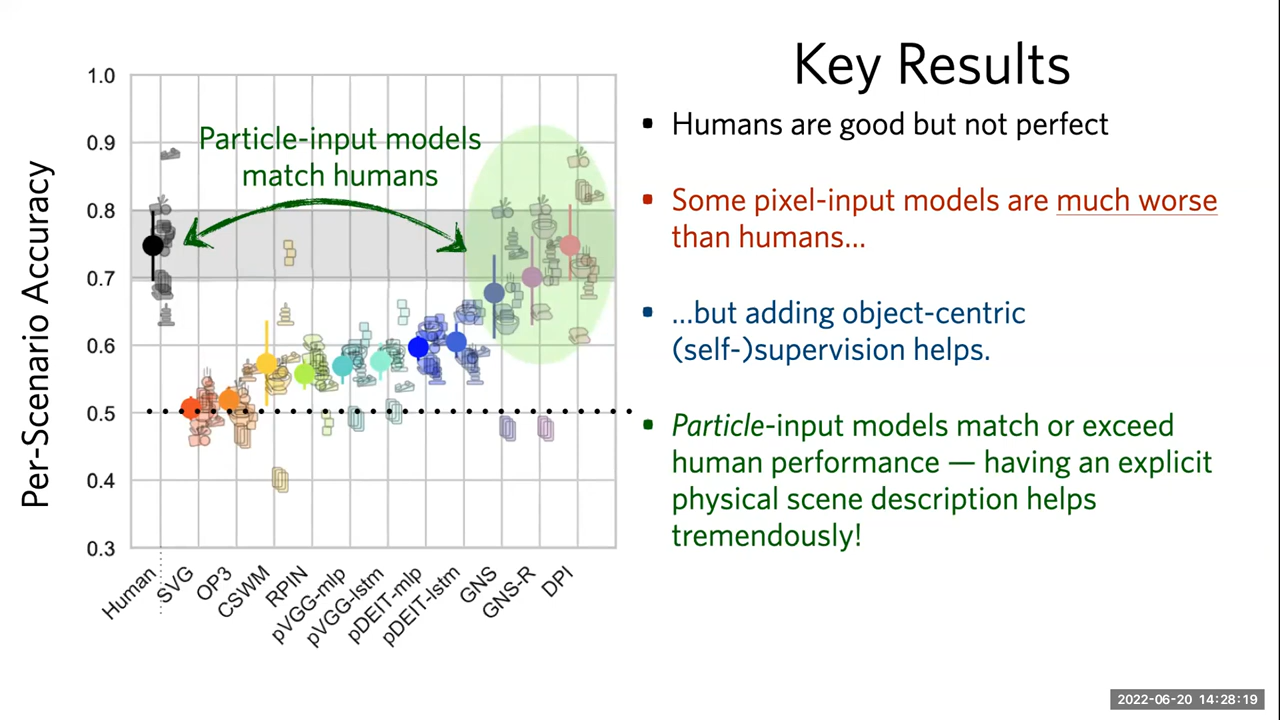 Key Results
Per-Scenario Accuracy
1.0
0.9
0.8
0.7
0.6
0.5
0.4
0.3
Particle-input models
match humans
Human
SVG
OP3
CSWM
RPIN
pVGG-mlp
pVGG-lstm
pDEIT-mlp
pDEIT-lstm
GNS
GNS-R
DPI
• Humans are good but not perfect
• Some pixel-input models are much worse
than humans...
• ...but adding object-centric
(self-)supervision helps.
• Particle-input models match or exceed
human performance — having an explicit
physical scene description helps
tremendously!
2022-06-20 14:28:19